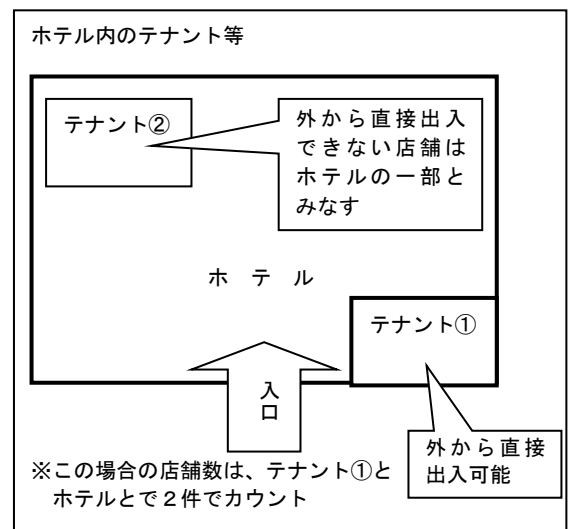 ホテル内のテナント等
テナント②
外から直接出入
できない店舗は
ホテルの一部と
みなす
ホ テ ル
テナント①
入
口
外から直接
出入可能
※この場合の店舗数は、テナント①と
ホテルとで２件でカウント